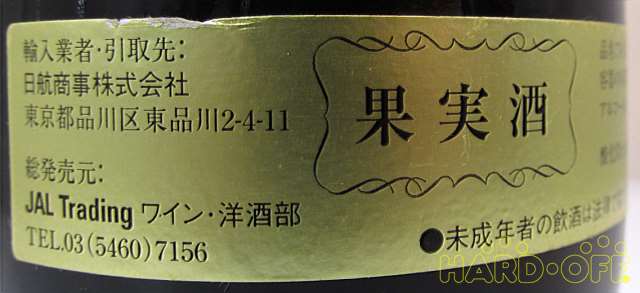 輸入業者・引取先：
日航商事株式会社
東京都品川区東品川2-4-11
総発売元：
JAL Trading ワイン・洋酒部
TEL.03(5460)7156
果実酒
●未成年者の飲酒は法律で
HARD・OFF